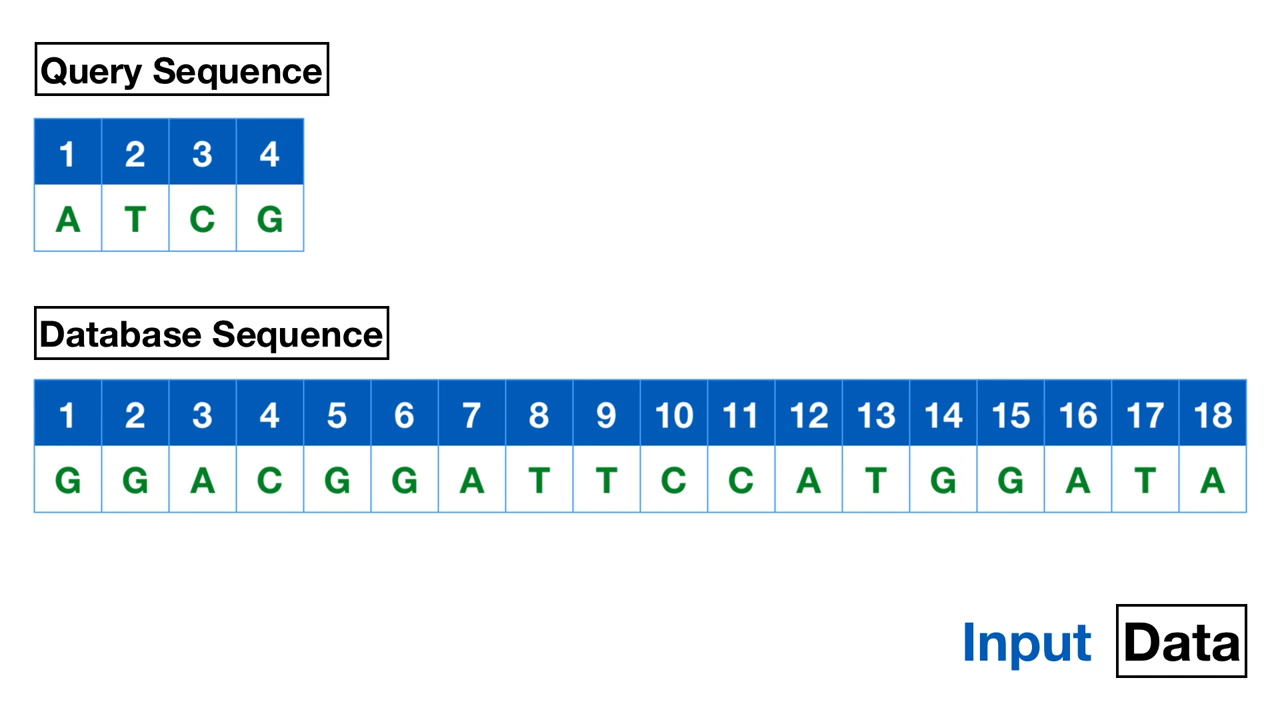 Query Sequence
1 2 3 4
A T C G
Database Sequence
1 2 3 4 5 6 7 8 9 10 11 12 13 14 15 16 17 18
G G A C G G A T T C C A T G G A T A
Input Data